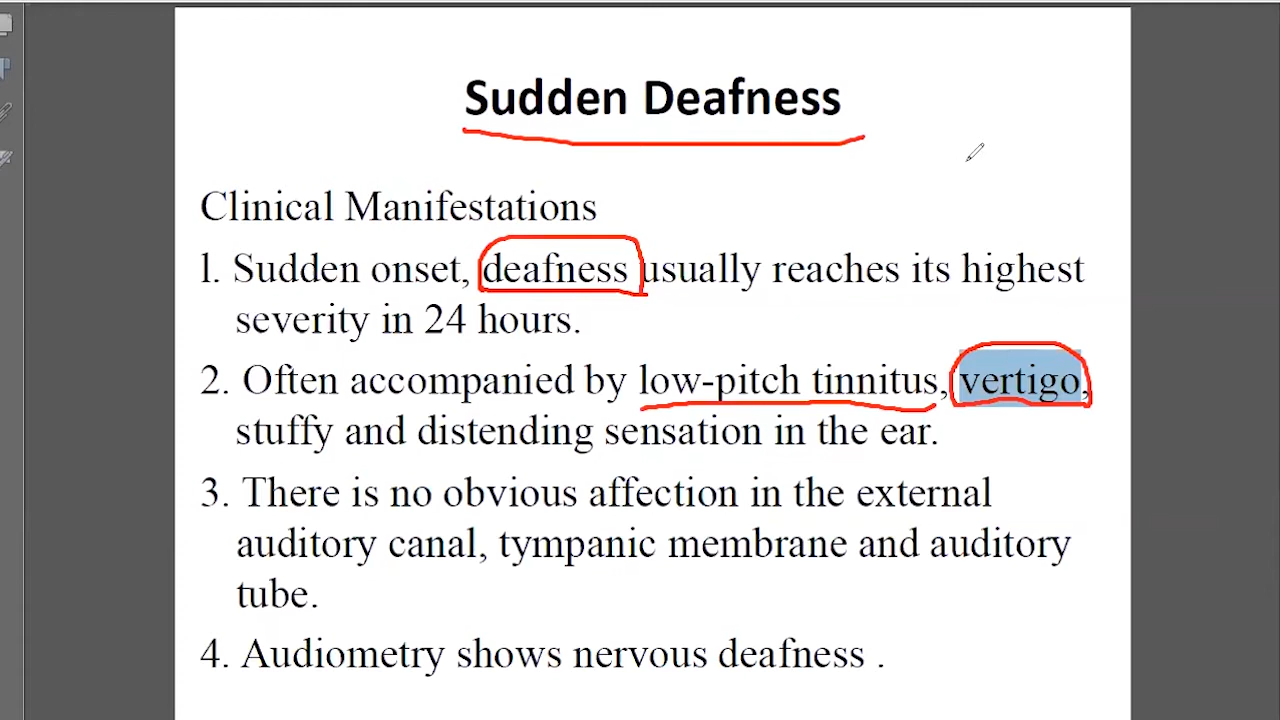 Sudden Deafness
Clinical Manifestations
l. Sudden onset, deafness usually reaches its highest
severity in 24 hours.
2. Often accompanied by low-pitch tinnitus, vertigo,
stuffy and distending sensation in the ear.
3. There is no obvious affection in the external
auditory canal, tympanic membrane and auditory
tube.
4. Audiometry shows nervous deafness .